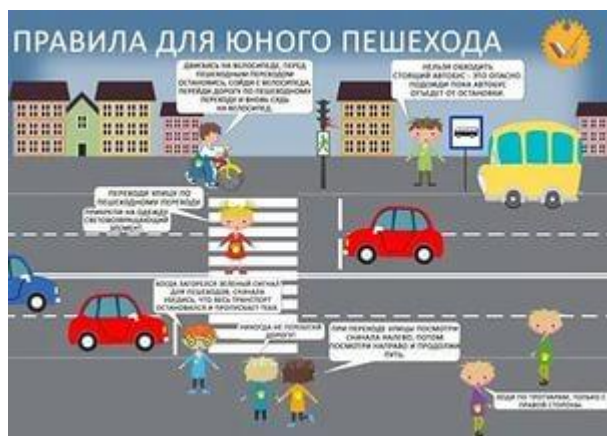 ПРАВИЛА ДЛЯ ЮНОГО ПЕШЕХОДА
ДВИГАЯСЬ НА ВЕЛОСИПЕДЕ, ПЕРЕД
ПЕШЕХОДНЫМ ПЕРЕХОДОМ
ОСТАНОВИСЬ, СОЙДИ С ВЕЛОСИПЕДА,
ПЕРЕЙДИ ДОРОГУ ПО ПЕШЕХОДНОМУ
ПЕРЕХОДУ И ВНОВЬ СЯДЬ
НА ВЕЛОСИПЕД.
НЕЛЬЗЯ ОБХОДИТЬ
СТОЯЩИЙ АВТОБУС - ЭТО ОПАСНО
ПОДОЖДИ ПОКА АВТОБУС
ОТЪЕДЕТ ОТ ОСТАНОВКИ.
ПЕРЕХОДИ УЛИЦУ ПО
ПЕШЕХОДНОМУ ПЕРЕХОДУ
ПРИКРЕПИ НА ОДЕЖДУ
СВЕТОВОЗВРАЩАЮЩИЙ
ЭЛЕМЕНТ.
КОГДА ЗАГОРЕЛСЯ ЗЕЛЕНЫЙ СИГНАЛ
ДЛЯ ПЕШЕХОДОВ, СНАЧАЛА
УБЕДИСЬ, ЧТО ВЕСЬ ТРАНСПОРТ
ОСТАНОВИЛСЯ И ПРОПУСКАЕТ ТЕБЯ.
НИКОГДА НЕ ПЕРЕБЕГАЙ
ДОРОГУ!
ПРИ ПЕРЕХОДЕ УЛИЦЫ ПОСМОТРИ
СНАЧАЛА НАЛЕВО, ПОТОМ
ПОСМОТРИ НАПРАВО И ПРОДОЛЖИ
ПУТЬ.
ХОДИ ПО ТРОТУАРАМ, ТОЛЬКО С
ПРАВОЙ СТОРОНЫ.